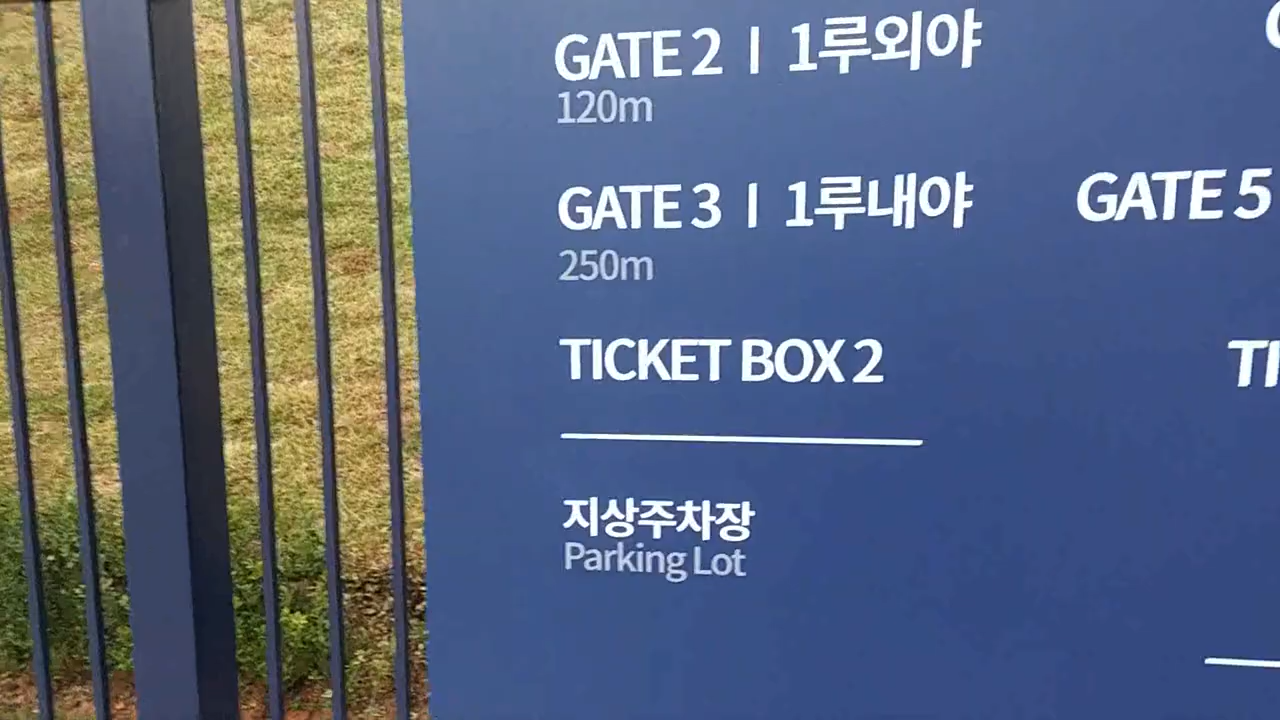 GATE 2 | 1루외야
120m
GATE 3 | 1루내야
250m
TICKET BOX 2
지상주차장
Parking Lot
GATE 5